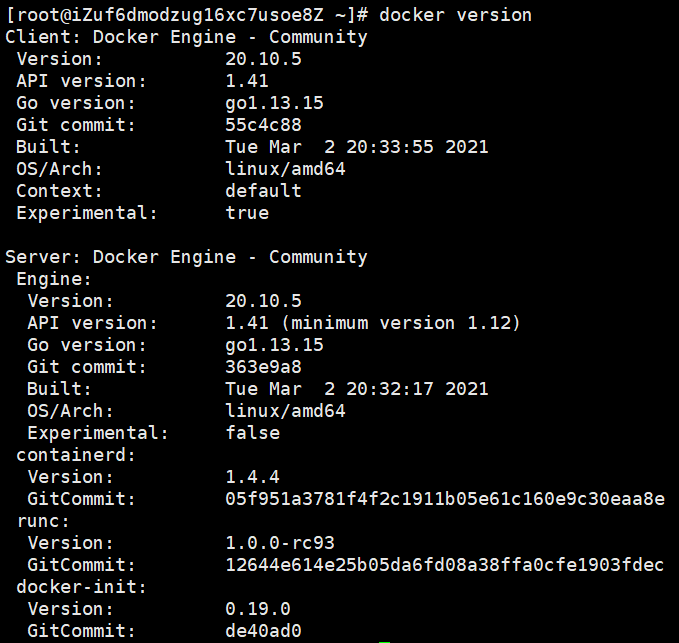 [root@iZuf6dmodzug16xc7usoe8Z ~]# docker version
Client: Docker Engine - Community
 Version:           20.10.5
 API version:       1.41
 Go version:        go1.13.15
 Git commit:        55c4c88
 Built:             Tue Mar  2 20:33:55 2021
 OS/Arch:           linux/amd64
 Context:           default
 Experimental:      true

Server: Docker Engine - Community
 Engine:
  Version:          20.10.5
  API version:      1.41 (minimum version 1.12)
  Go version:       go1.13.15
  Git commit:       363e9a8
  Built:            Tue Mar  2 20:32:17 2021
  OS/Arch:          linux/amd64
  Experimental:     false
 containerd:
  Version:          1.4.4
  GitCommit:        05f951a3781f4f2c1911b05e61c160e9c30eaa8e
 runc:
  Version:          1.0.0-rc93
  GitCommit:        12644e614e25b05da6fd08a38ffa0cfe1903fdec
 docker-init:
  Version:          0.19.0
  GitCommit:        de40ad0